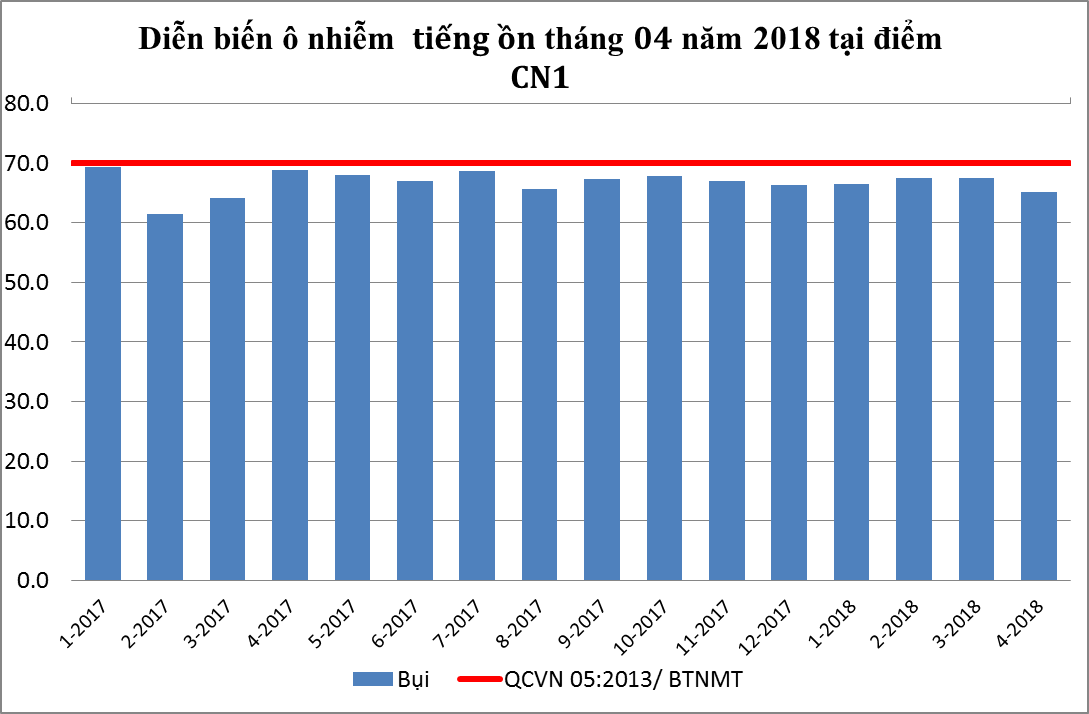 Diễn biến ô nhiễm tiếng ồn tháng 04 năm 2018 tại điểm
CN1
80.0
70.0
60.0
50.0
40.0
30.0
20.0
10.0
0.0
1-2017 2-2017 3-2017 4-2017 5-2017 6-2017 7-2017 8-2017 9-2017 10-2017 11-2017 12-2017 1-2018 2-2018 3-2018 4-2018
Bụi QCVN 05:2013/ BTNMT